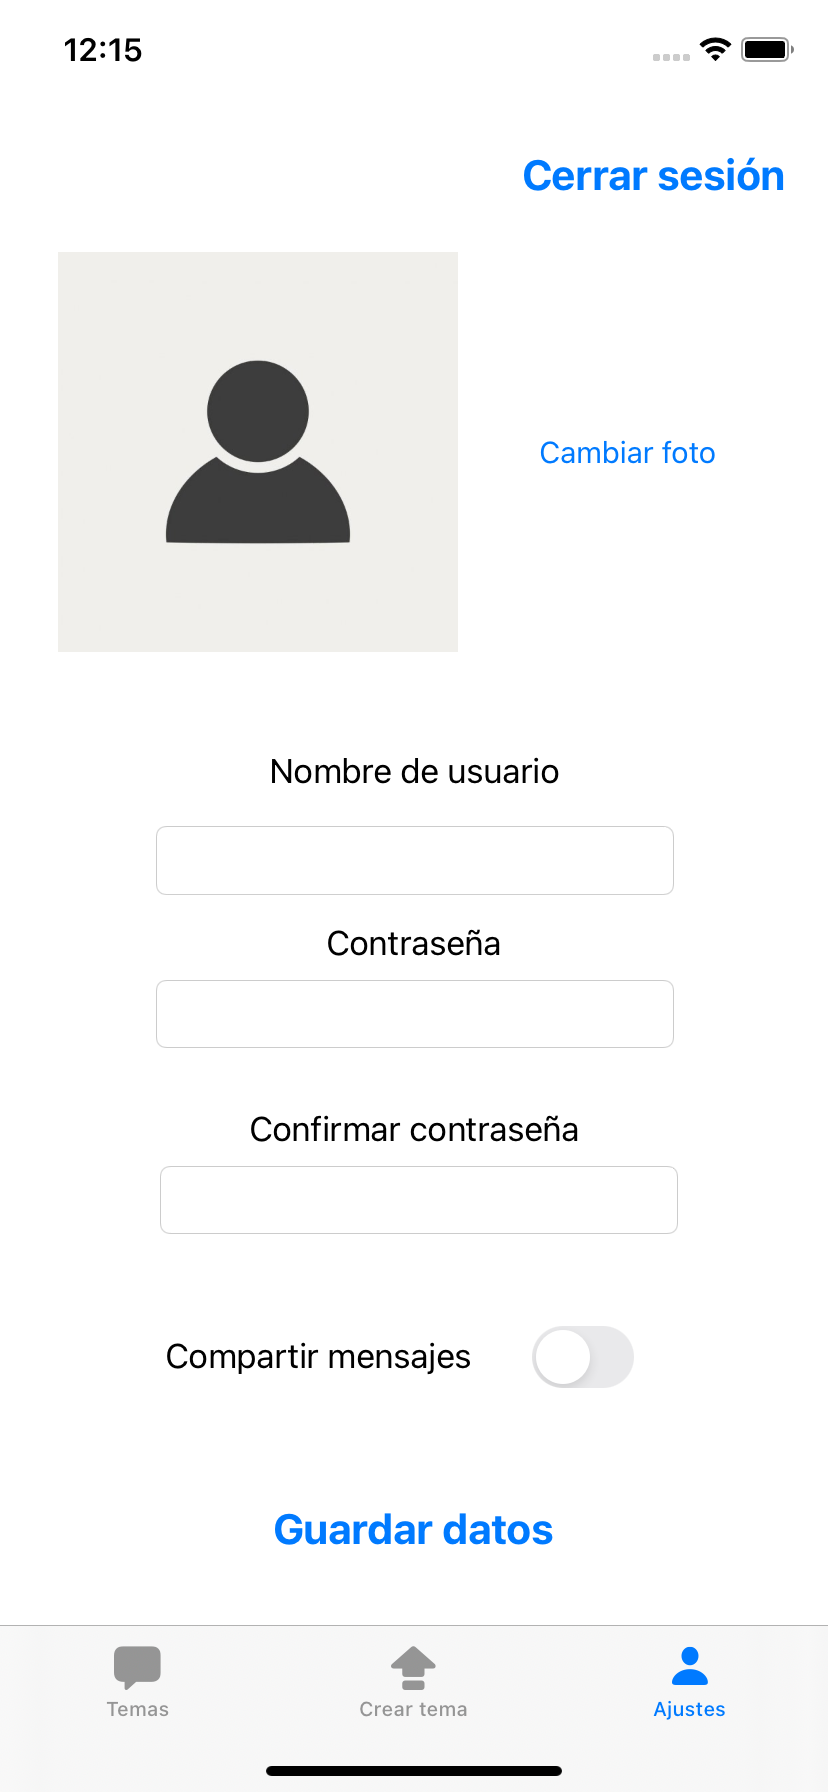 12:15
Cerrar sesión
Cambiar foto
Nombre de usuario
Contraseña
Confirmar contraseña
Compartir mensajes
Guardar datos
Temas
Crear tema
Ajustes